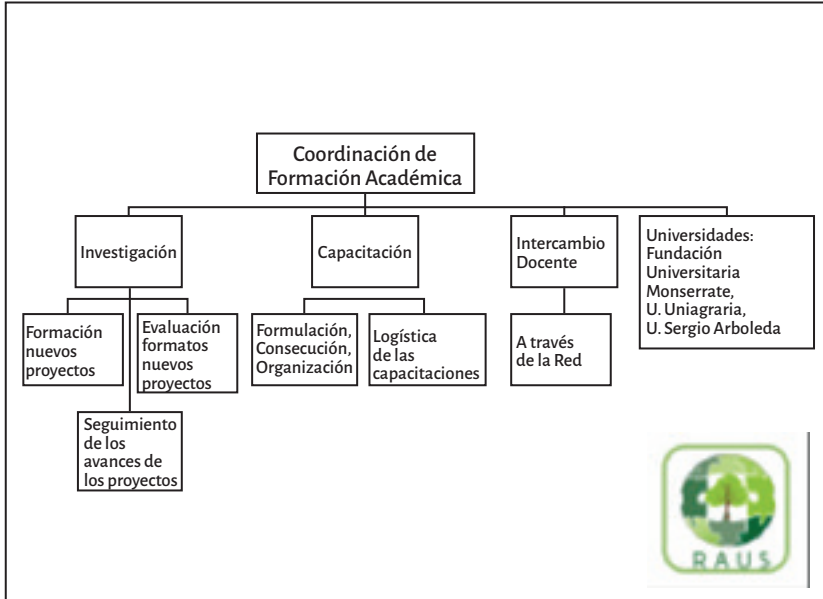 Coordinación de
Formación Académica
Investigación
Capacitación
Intercambio
Docente
Universidades:
Fundación
Universitaria
Monserrate,
U. Uniagraria,
U. Sergio Arboleda
Formación
nuevos
proyectos
Evaluación
formatos
nuevos
proyectos
Seguimiento
de los
avances de
los proyectos
Formulación,
Consecución,
Organización
Logística
de las
capacitaciones
A través
de la Red
RAUS